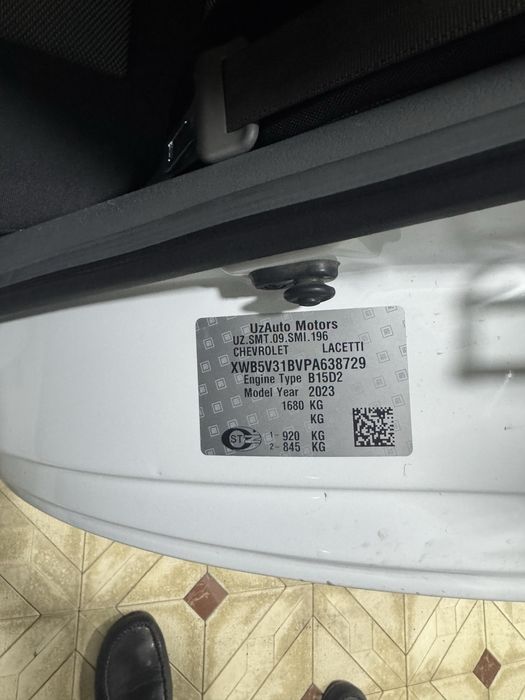 UzAuto Motors
UZ.SMT.09.SMI.196
CHEVROLET LACETTI
XWB5V31BVPA638729
Engine Type B15D2
Model Year 2023
1680 KG
KG
1- 920 KG
2- 845 KG
ST